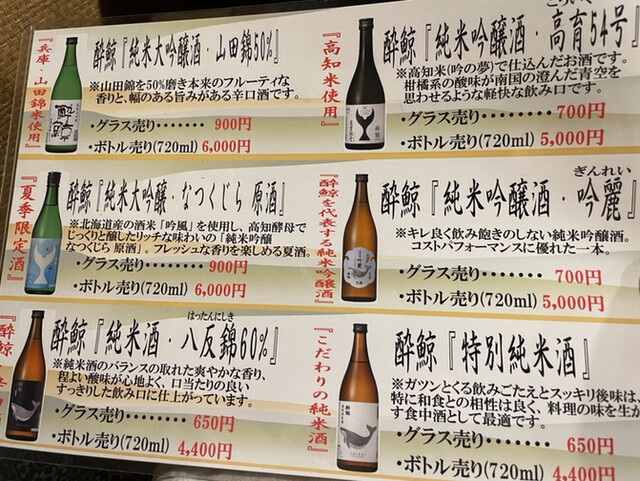 『兵庫・山田錦米使用』
酔鯨『純米大吟醸・山田錦50%』
※山田錦を50%磨き本来のフルーティな
香りと、幅のある旨みがある辛口酒です。
・グラス売り・・・・・・・900円
・ボトル売り(720ml) 6,000円
『高知米使用』
酔鯨『純米吟醸酒・高育54号』
※高知米(吟の夢)で仕込んだお酒です。
柑橘系の酸味が南国の澄んだ青空を
思わせるような軽快な飲み口です。
・グラス売り・・・・・・・700円
・ボトル売り(720ml) 5,000円
『夏季限定酒』
酔鯨『純米大吟醸・なつくじら 原酒』
※北海道産の酒米「吟風」を使用し、高知酵母で
じっくりと醸したリッチな味わいの「純米吟醸
なつくじら 原酒」。フレッシュな香りを楽しめる夏酒。
・グラス売り・・・・・・・900円
・ボトル売り(720ml) 6,000円
『酔鯨を代表する純米吟醸酒』
ぎんれい
酔鯨『純米吟醸酒・吟麗』
※キレ良く飲み飽きのしない純米吟醸酒。
コストパフォーマンスに優れた一本。
・グラス売り・・・・・・・700円
・ボトル売り(720ml) 5,000円
『酔鯨
はったんにしき
酔鯨『純米酒・八反錦60%』
※純米酒のバランスの取れた爽やかな香り、
程よい酸味が心地よく、口当たりの良い
すっきりした飲み口に仕上がっています。
・グラス売り・・・・・・・650円
・ボトル売り(720ml) 4,400円
『こだわりの純米酒』
酔鯨『特別純米酒』
※ガツンとくる飲みごたえとスッキリ後味は、
特に和食との相性は良く、料理の味を生か
す食中酒として最適です。
・グラス売り・・・・・・・650円
・ボトル売り(720ml) 4,400円